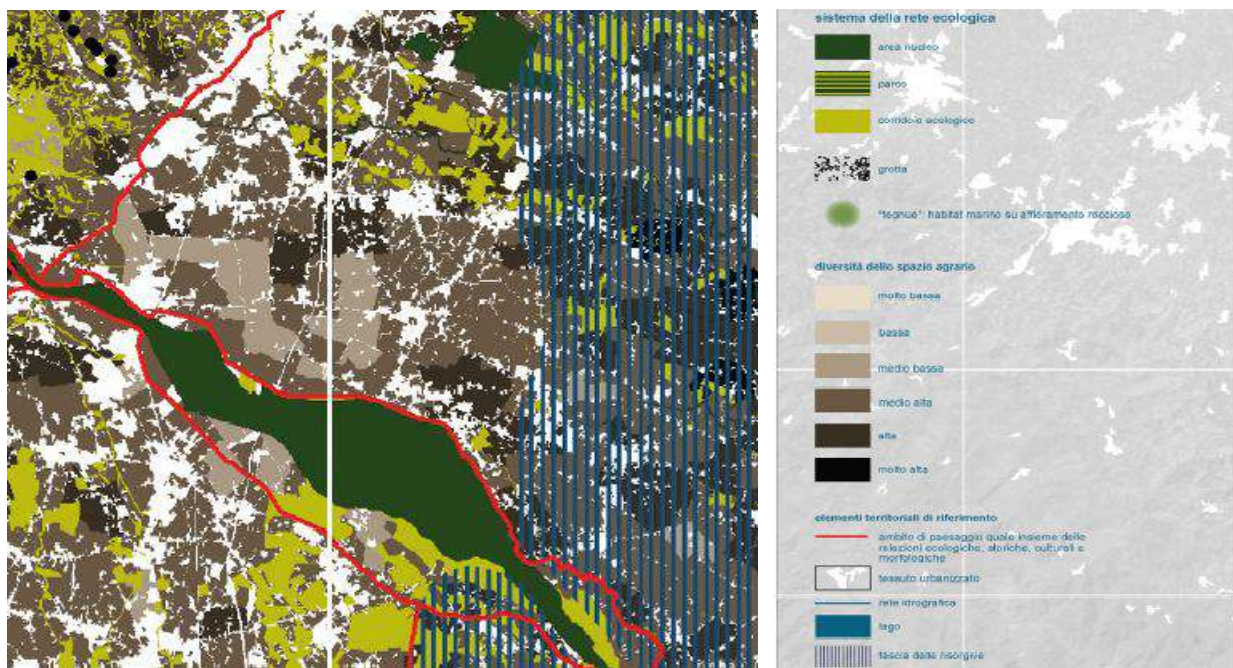 sistema della rete ecologica
area nucleo
parco
corridoio ecologico
grotta
"tegnue": habitat marino su affioramento roccioso
diversità dello spazio agrario
molto bassa
bassa
medio bassa
medio alta
alta
molto alta
elementi territoriali di riferimento
ambito di paesaggio quale insieme delle
relazioni ecologiche, storiche, culturali e
morfologiche
tessuto urbanizzato
rete idrografica
lago
fascia delle risorgive